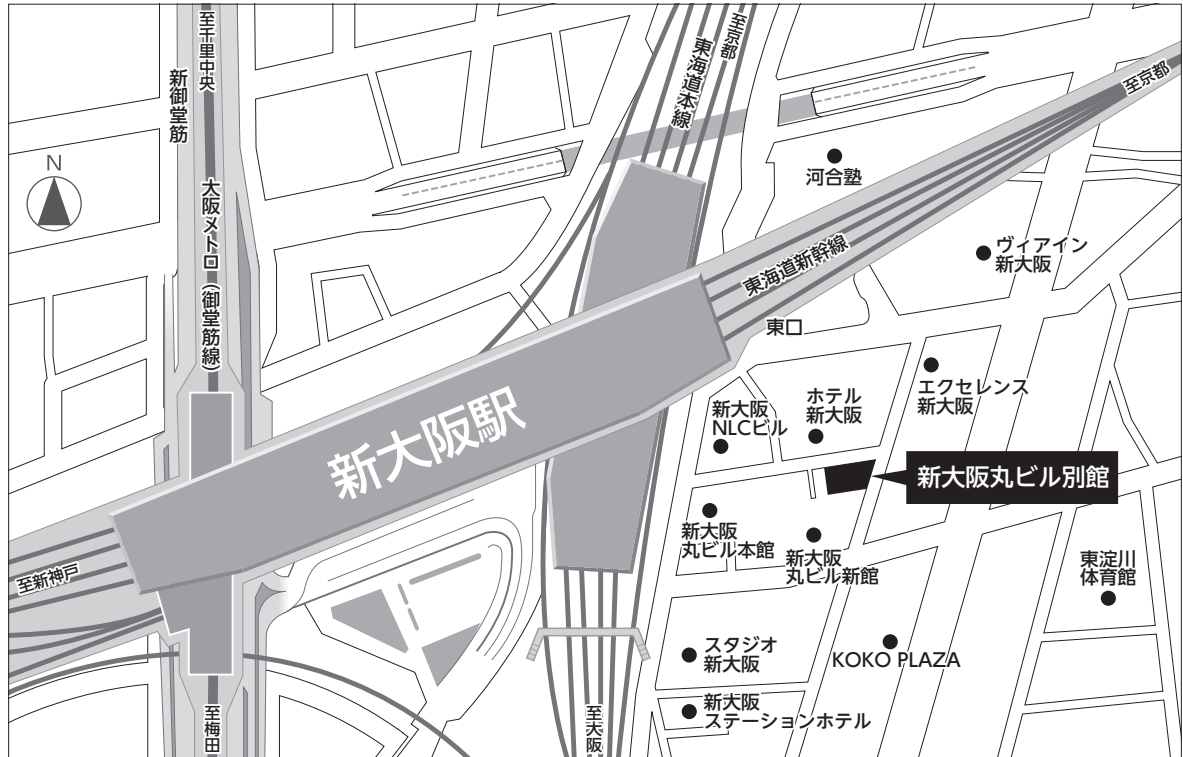 至千里中央
新御堂筋
大阪メトロ（御堂筋線）
N
東海道本線
至京都
至京都
河合塾
ヴィアイン
新大阪
東海道新幹線
東口
エクセレンス
新大阪
ホテル
新大阪
新大阪
NLCビル
新大阪駅
新大阪丸ビル別館
新大阪
丸ビル本館
新大阪
丸ビル新館
東淀川
体育館
至新神戸
スタジオ
新大阪
KOKO PLAZA
新大阪
ステーションホテル
至梅田
至大阪